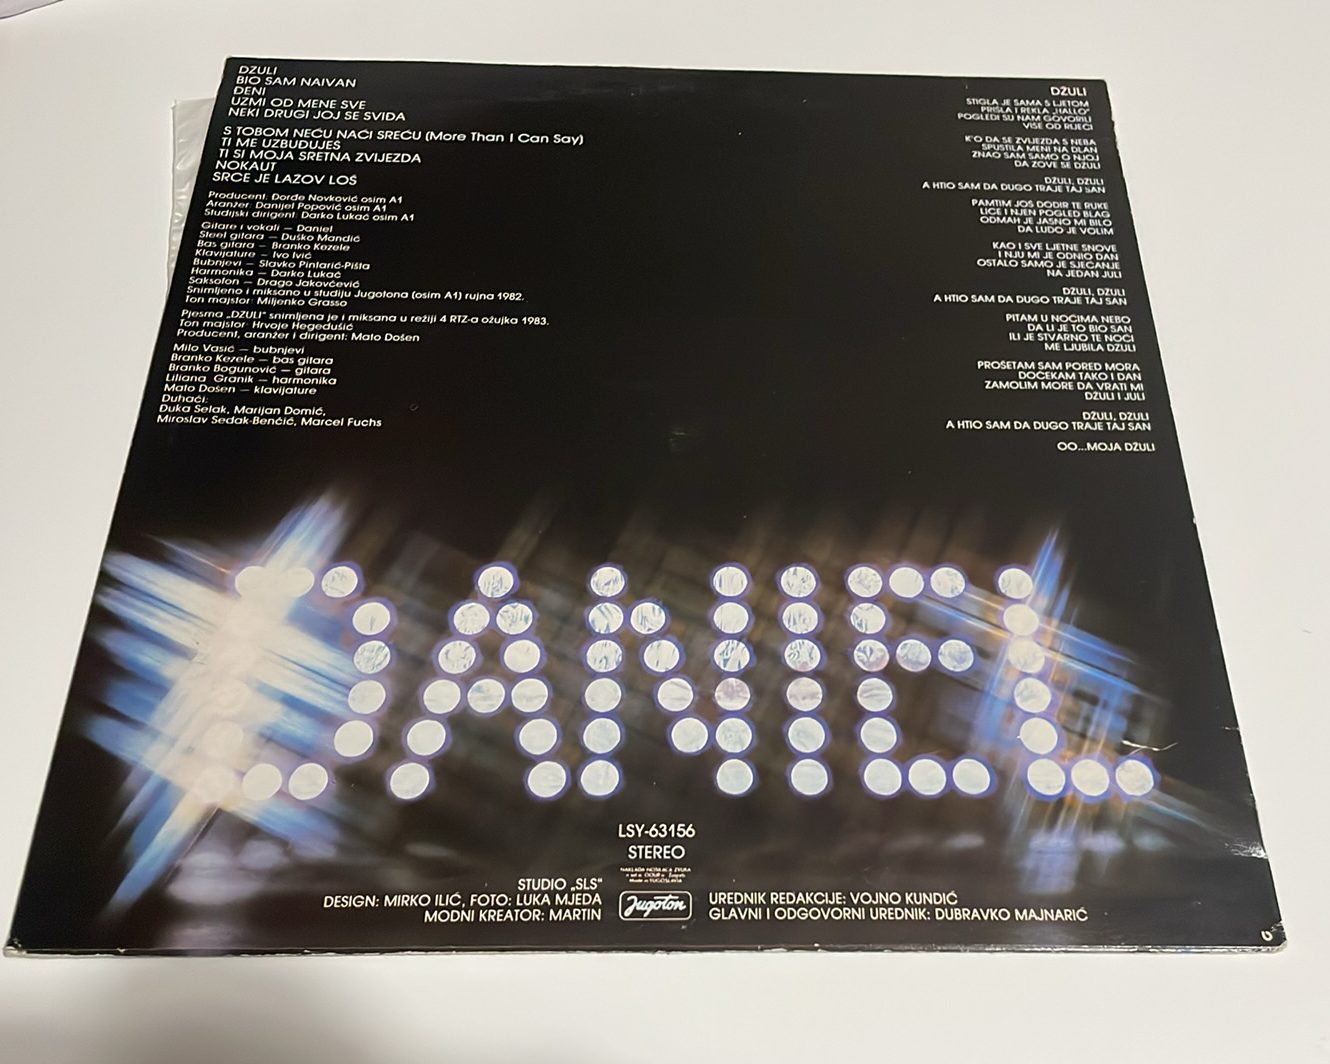 DŽULI
BIO SAM NAIVAN
DENI
UZMI OD MENE SVE
NEKI DRUGI JOJ SE SVIĐA
S TOBOM NEĆU NAĆI SREĆU (More Than I Can Say)
TI ME UZBUĐUJEŠ
TI SI MOJA SRETNA ZVIJEZDA
NOKAUT
SRCE JE LAŽOV LOŠ
Producent: Đorđe Novković osim A1
Aranžer: Danijel Popović osim A1
Studijski dirigent: Darko Lukač osim A1
Gitare i vokali — Daniel
Steel gitara — Duško Mandić
Bas gitara — Branko Kezele
Klavijature — Ivo Ivić
Bubnjevi — Slavko Pintarić-Pišta
Harmonika — Darko Lukač
Saksofon — Drago Jakovčević
Snimljeno i miksano u studiju Jugotona (osim A1) rujna 1982.
Ton majstor: Miljenko Grasso
Pjesma „DŽULI" snimljena je i miksana u režiji 4 RTZ-a ožujka 1983.
Ton majstor: Hrvoje Hegedušić
Producent, aranžer i dirigent: Mato Došen
Milo Vasić — bubnjevi
Branko Kezele — bas gitara
Branko Bogunović — gitara
Liliana Granik — harmonika
Mato Došen — klavijature
Duhači:
Duka Selak, Marijan Domić,
Miroslav Sedak-Benčić, Marcel Fuchs
DŽULI
STIGLA JE SAMA S LJETOM
PRIŠLA I REKLA „HALLO"
POGLEDI SU NAM GOVORILI
VIŠE OD RIJEČI
K'O DA SE ZVIJEZDA S NEBA
SPUSTILA MENI NA DLAN
ZNAO SAM SAMO O NJOJ
DA ZOVE SE DŽULI
DŽULI, DŽULI
A HTIO SAM DA DUGO TRAJE TAJ SAN
PAMTIM JOŠ DODIR TE RUKE
LICE I NJEN POGLED BLAG
ODMAH JE JASNO MI BILO
DA LUDO JE VOLIM
KAO I SVE LJETNE SNOVE
I NJU MI JE ODNIO DAN
OSTALO SAMO JE SJEĆANJE
NA JEDAN JULI
DŽULI, DŽULI
A HTIO SAM DA DUGO TRAJE TAJ SAN
PITAM U NOĆIMA NEBO
DA LI JE TO BIO SAN
ILI JE STVARNO TE NOĆI
ME LJUBILA DŽULI
PROŠETAM SAM PORED MORA
DOČEKAM TAKO I DAN
ZAMOLIM MORE DA VRATI MI
DŽULI I JULI
DŽULI, DŽULI
A HTIO SAM DA DUGO TRAJE TAJ SAN
OO...MOJA DŽULI
DANIEL
LSY-63156
STEREO
STUDIO „SLS"
DESIGN: MIRKO ILIĆ, FOTO: LUKA MJEDA
MODNI KREATOR: MARTIN
Jugoton
UREDNIK REDAKCIJE: VOJNO KUNDIĆ
GLAVNI I ODGOVORNI UREDNIK: DUBRAVKO MAJNARIĆ